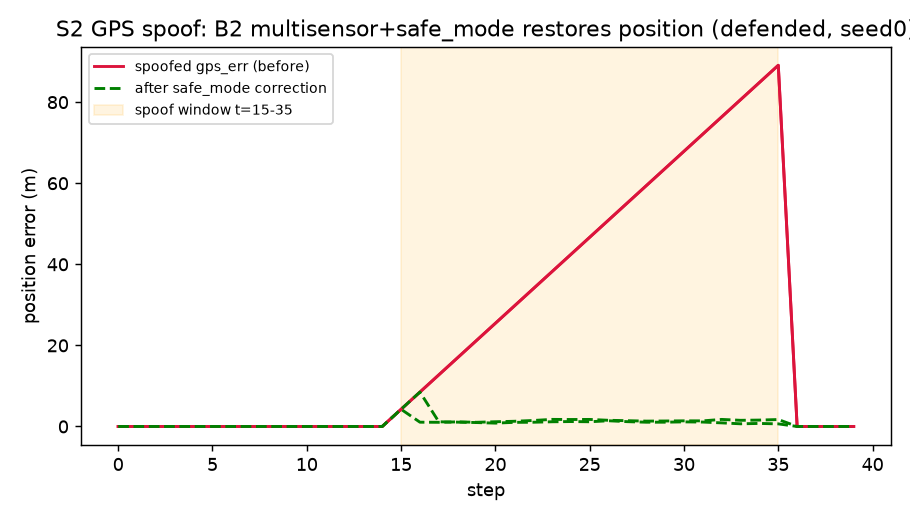 S2 GPS spoof: B2 multisensor+safe_mode restores position (defended, seed0)
spoofed gps_err (before)
after safe_mode correction
spoof window t=15-35
position error (m)
80
60
40
20
0
0 5 10 15 20 25 30 35 40
step